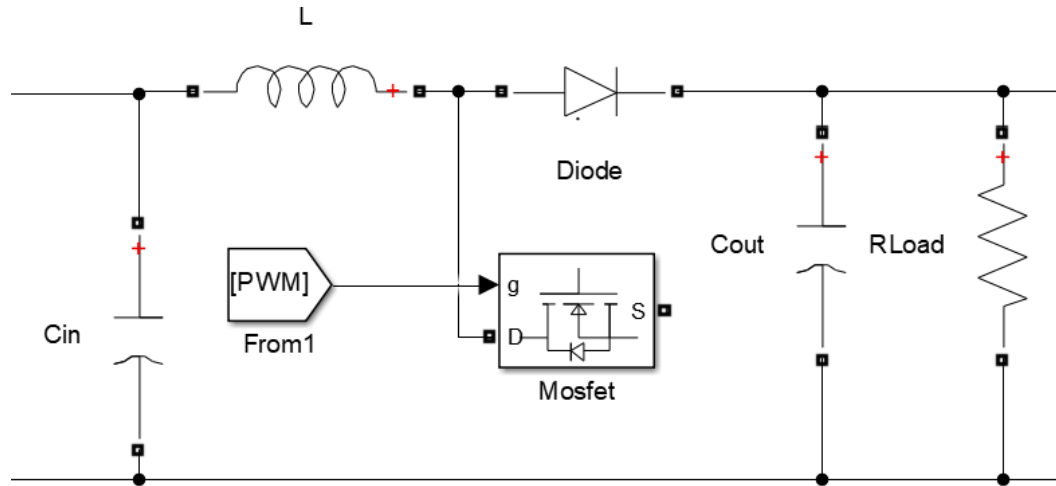 L
Diode
[PWM]
From1
g
D
S
Mosfet
Cin
Cout
RLoad